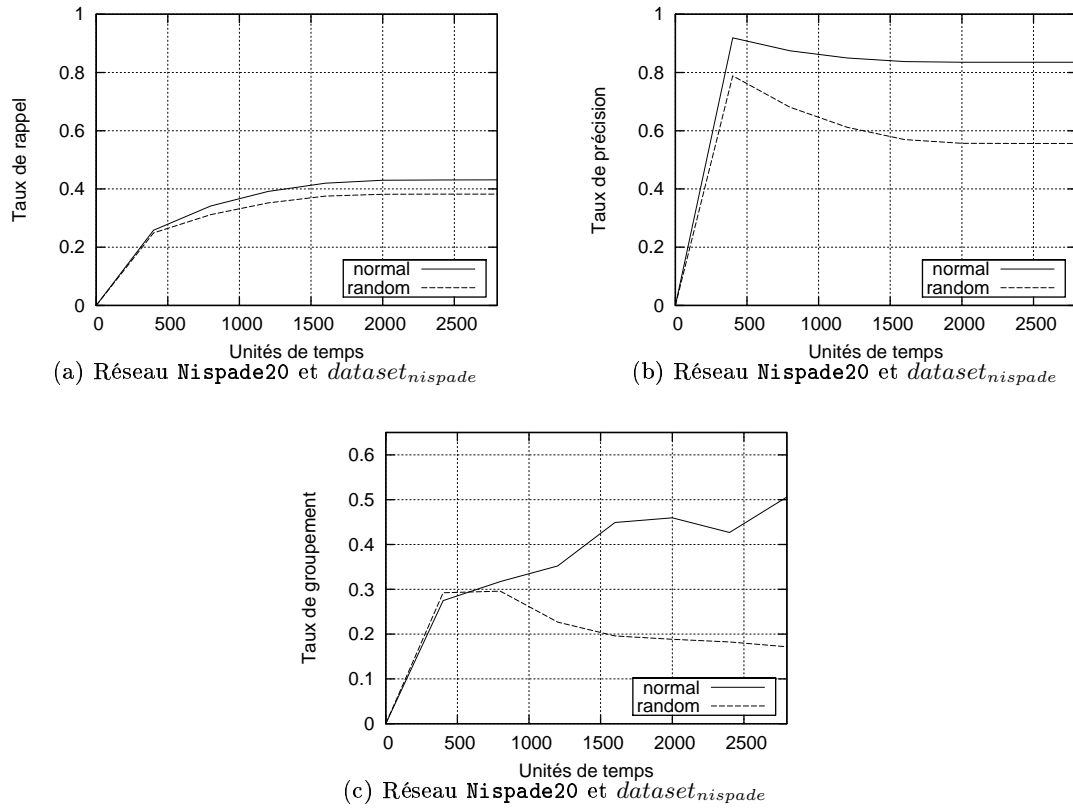 1
0.8
0.6
0.4
0.2
0
Taux de rappel
normal
random
0 500 1000 1500 2000 2500
Unités de temps
(a) Réseau Nispade20 et dataset_nispade
1
0.8
0.6
0.4
0.2
0
Taux de précision
normal
random
0 500 1000 1500 2000 2500
Unités de temps
(b) Réseau Nispade20 et dataset_nispade
0.6
0.5
0.4
0.3
0.2
0.1
0
Taux de groupement
normal
random
0 500 1000 1500 2000 2500
Unités de temps
(c) Réseau Nispade20 et dataset_nispade